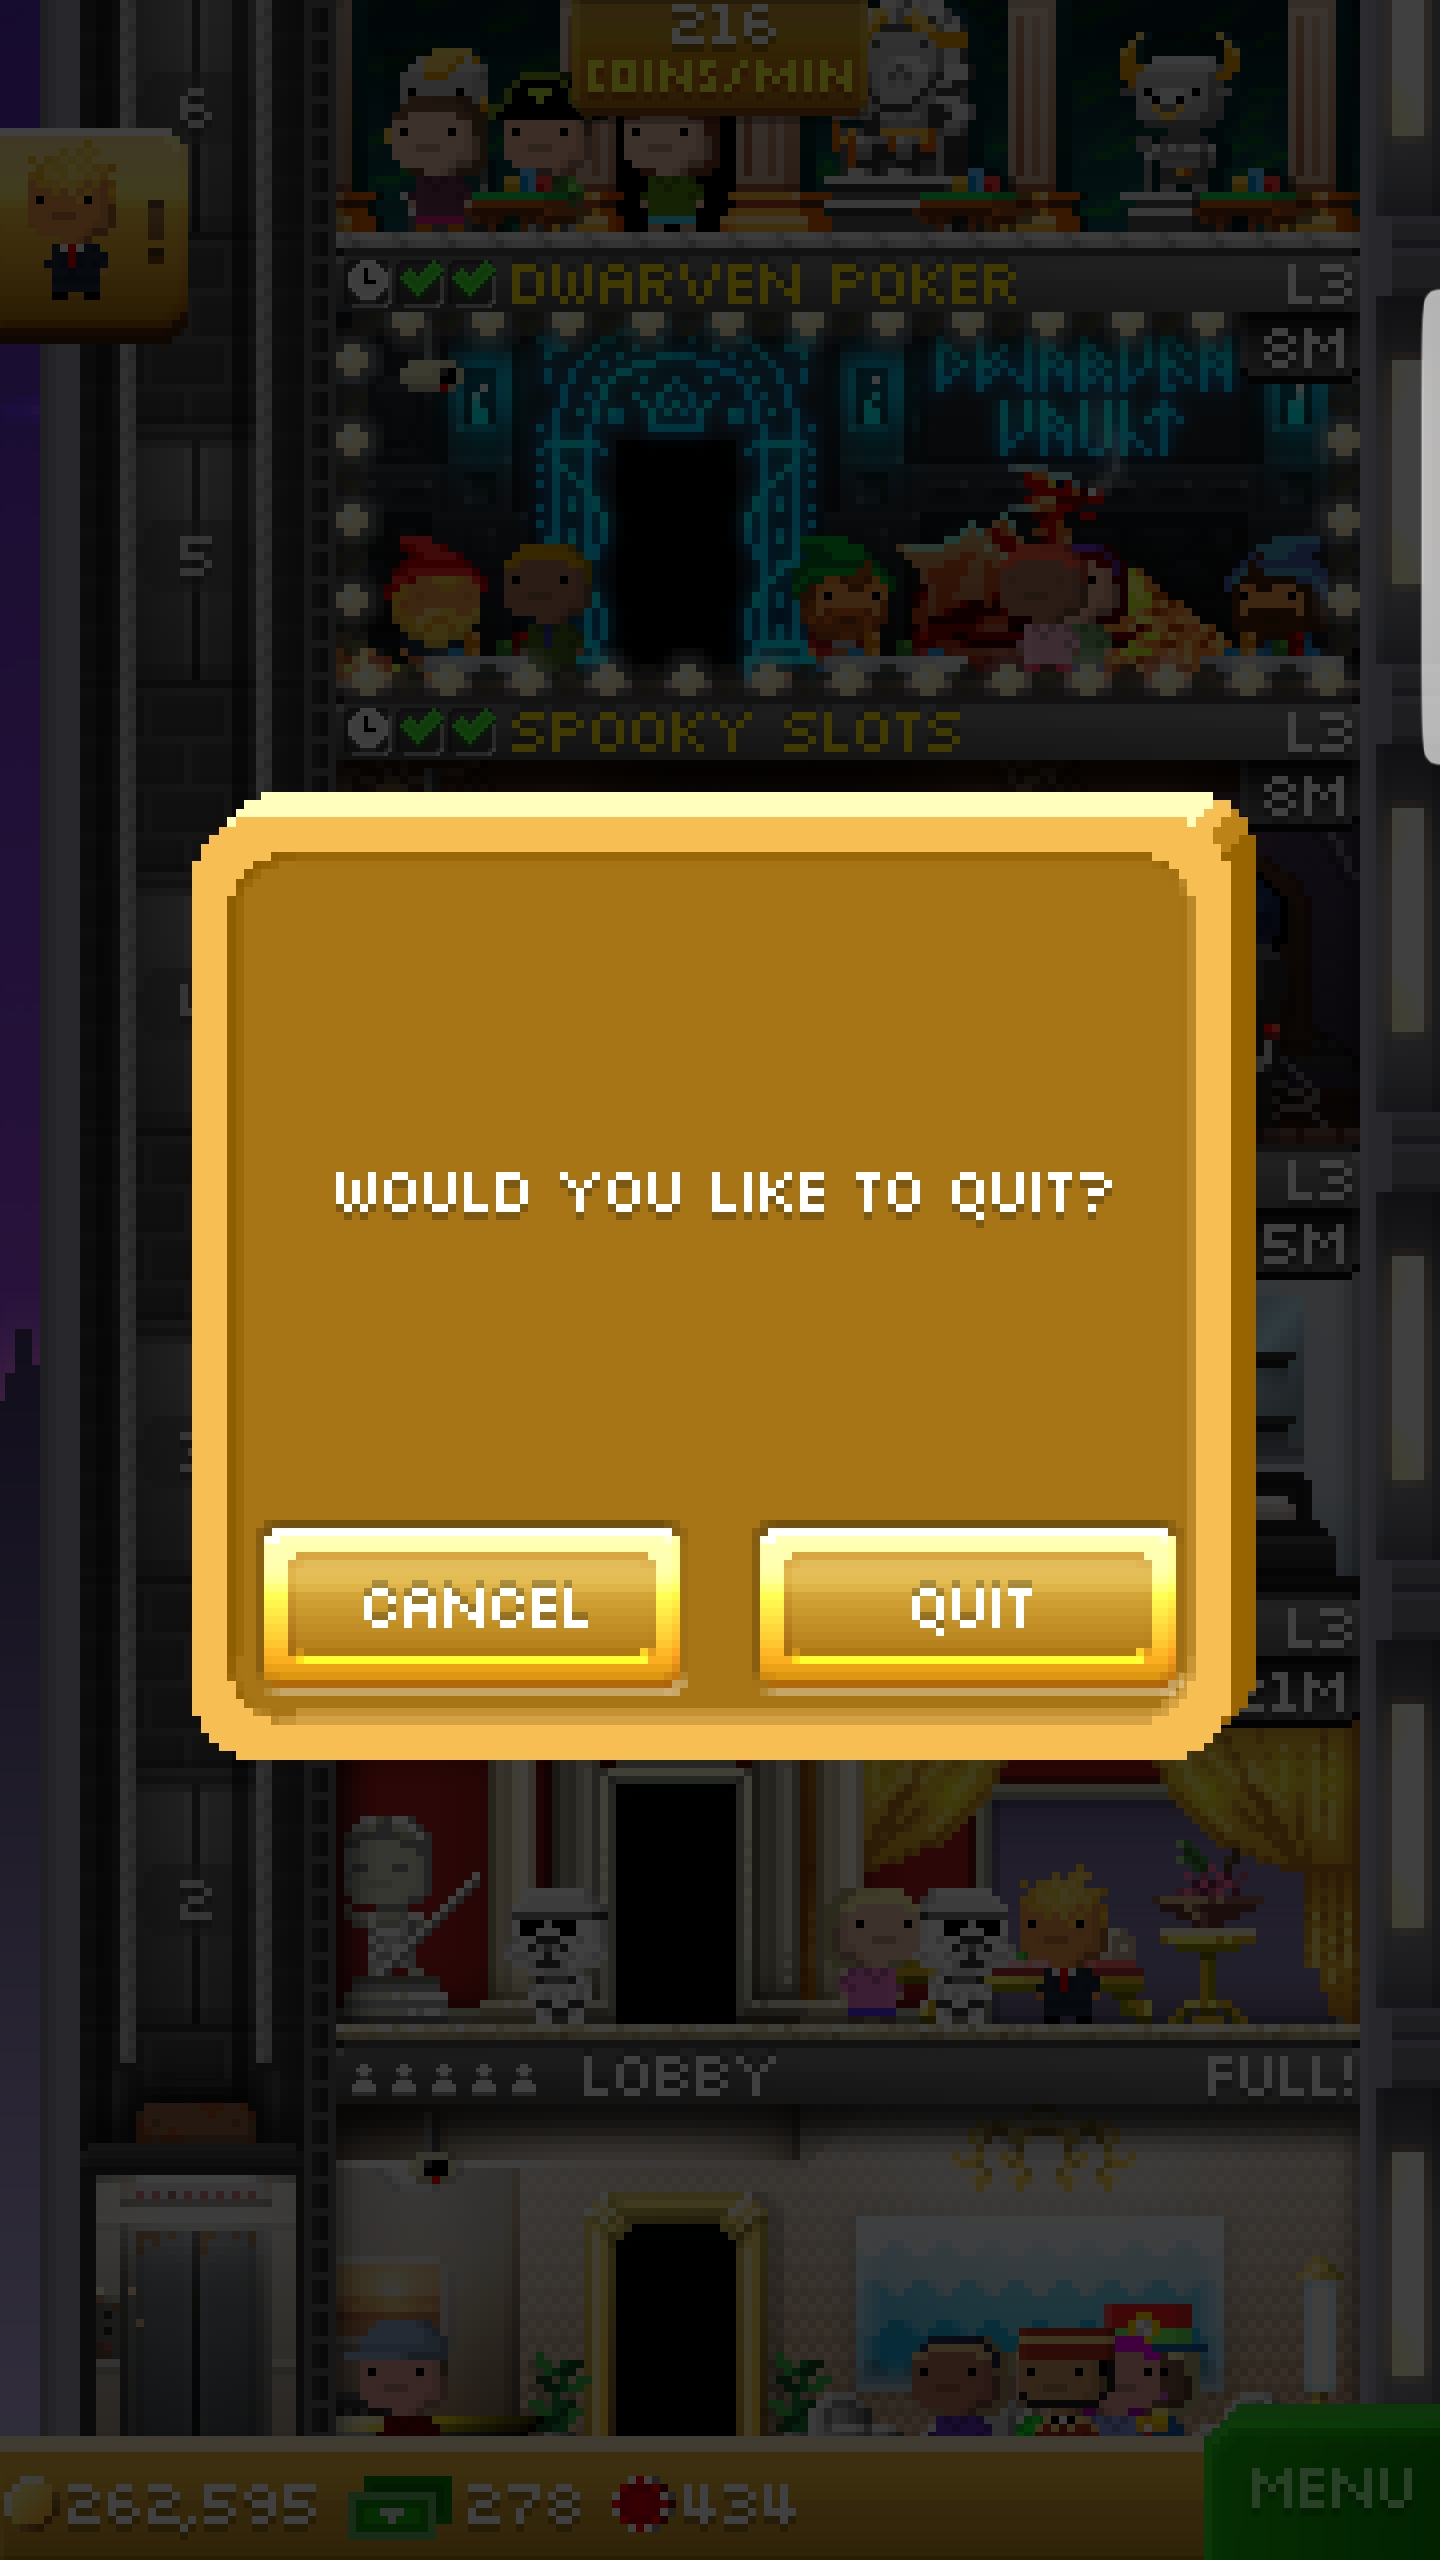 216
COINS/MIN
6
!
DWARVEN POKER L3
8M
DWARVEN
VAULT
5
SPOOKY SLOTS L3
8M
L3
5M
WOULD YOU LIKE TO QUIT?
CANCEL QUIT
L3
21M
2
LOBBY FULL!
262,595 278 434 MENU